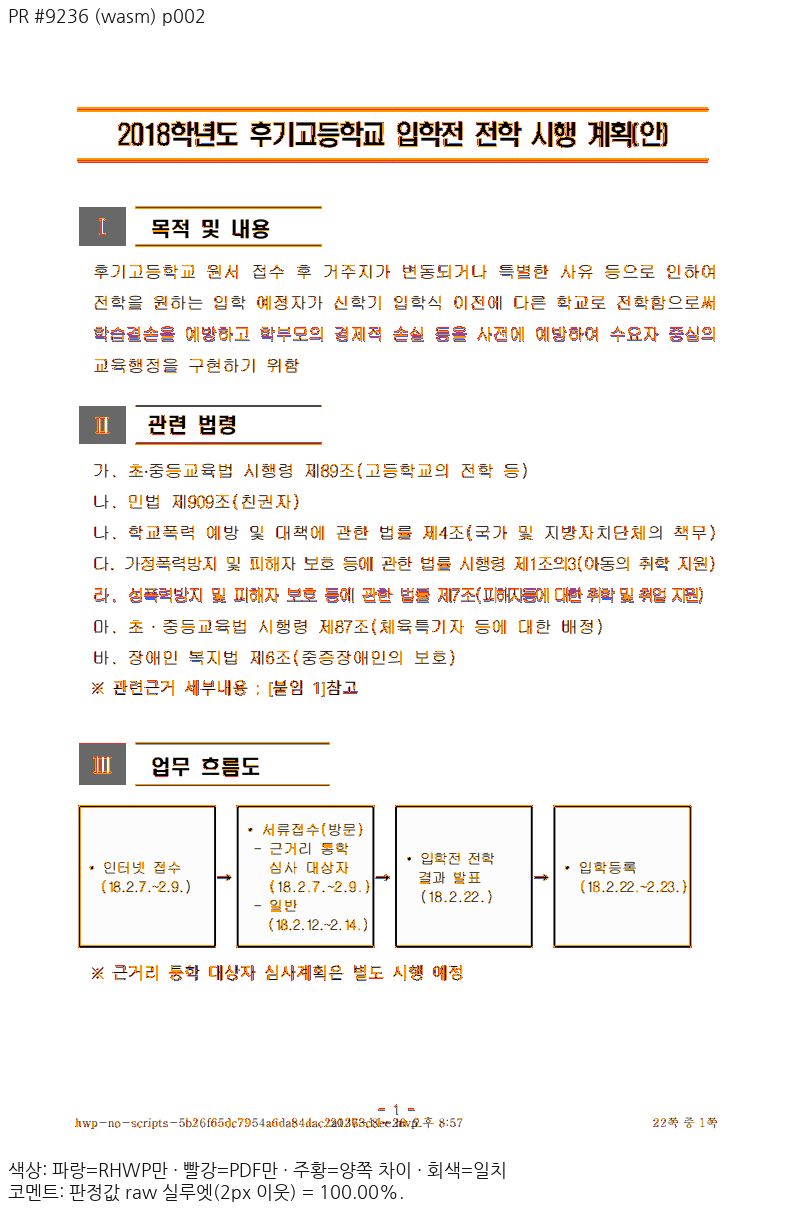 PR #9236 (wasm) p002
2018학년도 후기고등학교 입학전 전학 시행 계획(안)
Ⅰ 목적 및 내용
후기고등학교 원서 접수 후 거주지가 변동되거나 특별한 사유 등으로 인하여
전학을 원하는 입학 예정자가 신학기 입학식 이전에 다른 학교로 전학함으로써
학습결손을 예방하고 학부모의 경제적 손실 등을 사전에 예방하여 수요자 중심의
교육행정을 구현하기 위함
Ⅱ 관련 법령
가. 초·중등교육법 시행령 제89조(고등학교의 전학 등)
나. 민법 제909조(친권자)
나. 학교폭력 예방 및 대책에 관한 법률 제4조(국가 및 지방자치단체의 책무)
다. 가정폭력방지 및 피해자 보호 등에 관한 법률 시행령 제1조의3(아동의 취학 지원)
라. 성폭력방지 및 피해자 보호 등에 관한 법률 제7조(피해자등에 대한 취학 및 취업 지원)
마. 초 · 중등교육법 시행령 제87조(체육특기자 등에 대한 배정)
바. 장애인 복지법 제6조(중증장애인의 보호)
※ 관련근거 세부내용 : [붙임 1]참고
Ⅲ 업무 흐름도
• 인터넷 접수
(18.2.7.~2.9.)
→
• 서류접수(방문)
- 근거리 통학
심사 대상자
(18.2.7.~2.9.)
- 일반
(18.2.12.~2.14.)
→
• 입학전 전학
결과 발표
(18.2.22.)
→
• 입학등록
(18.2.22.~2.23.)
※ 근거리 통학 대상자 심사계획은 별도 시행 예정
- 1 -
hwp-no-scripts-5b26f65dc7954a6da84dac 오후 8:57
22쪽 중 1쪽
색상: 파랑=RHWP만 · 빨강=PDF만 · 주황=양쪽 차이 · 회색=일치
코멘트: 판정값 raw 실루엣(2px 이웃) = 100.00%.